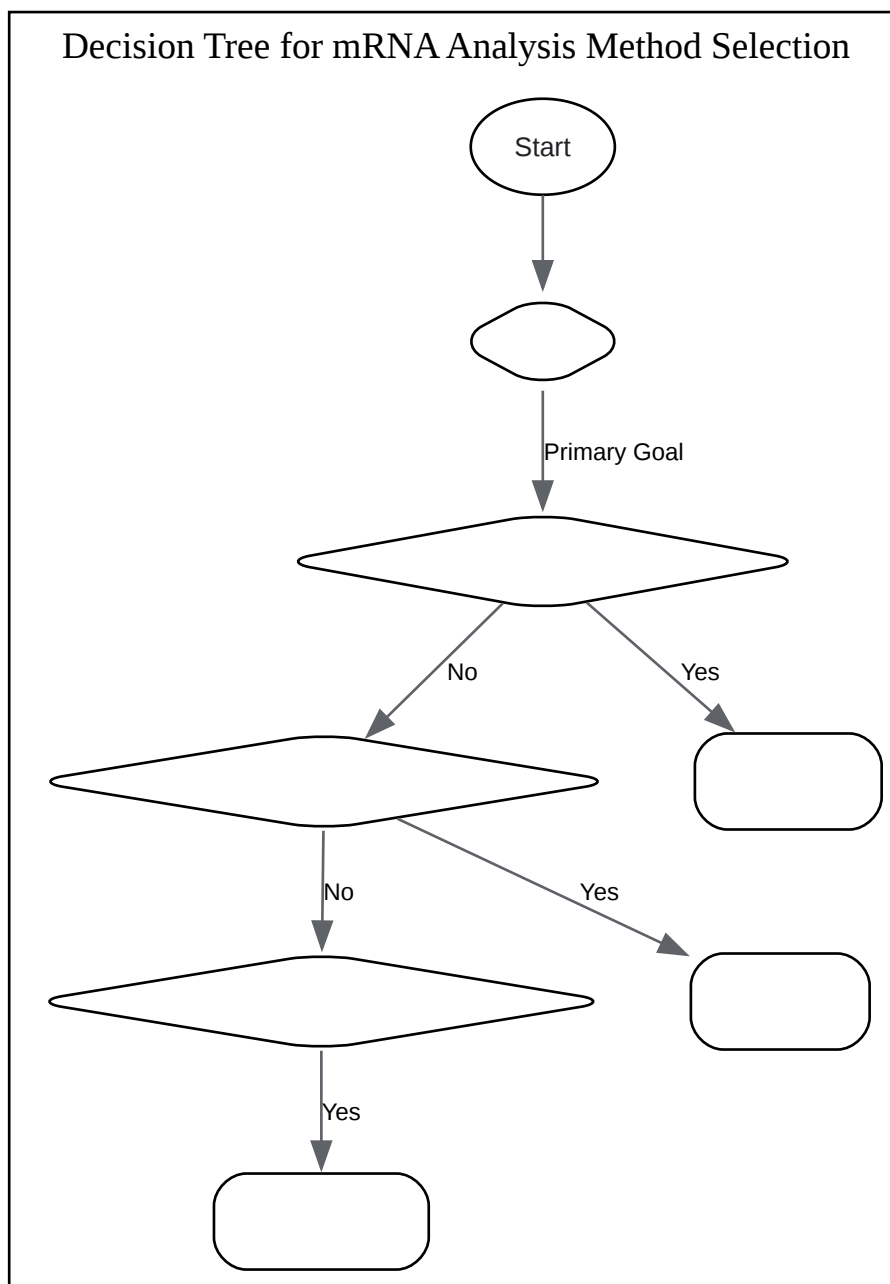 Decision Tree for mRNA Analysis Method Selection
Start
Primary Goal
No
Yes
No
Yes
Yes